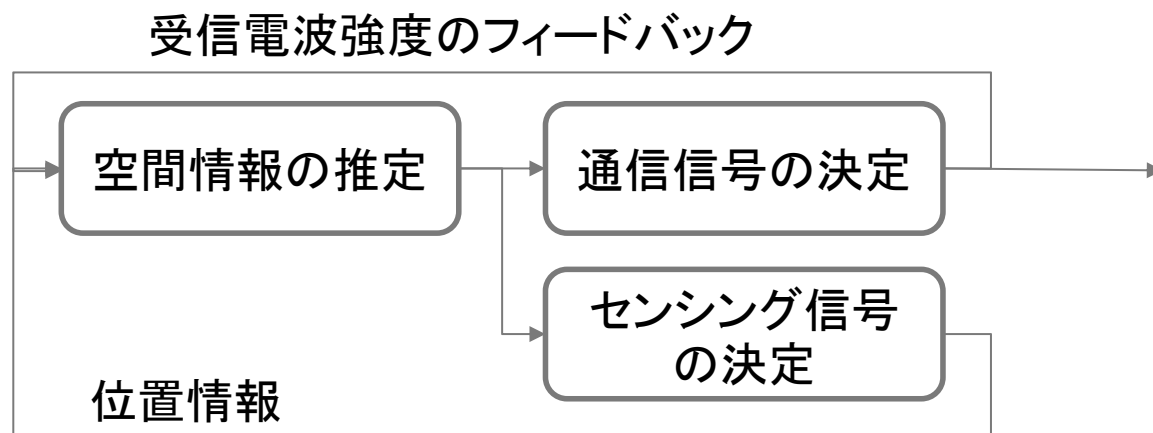 受信電波強度のフィードバック
空間情報の推定
通信信号の決定
センシング信号
の決定
位置情報